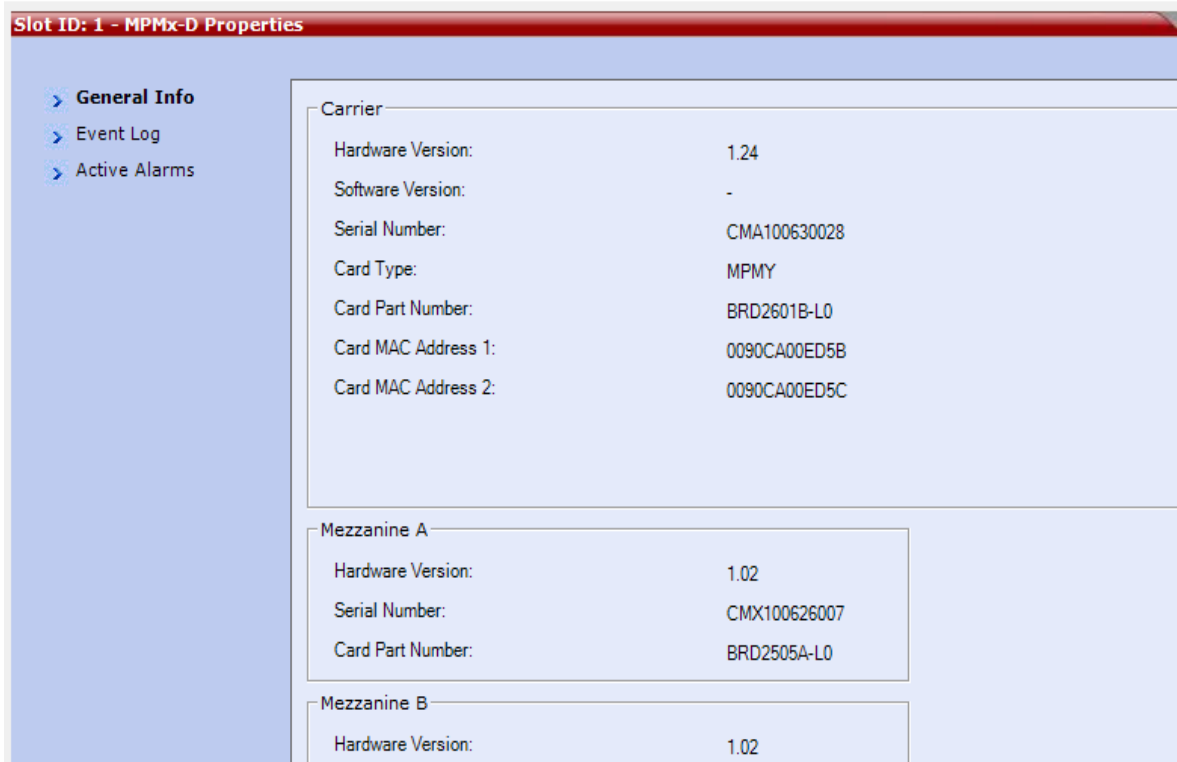 Slot ID: 1 - MPMx-D Properties
General Info
Event Log
Active Alarms
Carrier
Hardware Version: 1.24
Software Version: -
Serial Number: CMA100630028
Card Type: MPMY
Card Part Number: BRD2601B-L0
Card MAC Address 1: 0090CA00ED5B
Card MAC Address 2: 0090CA00ED5C
Mezzanine A
Hardware Version: 1.02
Serial Number: CMX100626007
Card Part Number: BRD2505A-L0
Mezzanine B
Hardware Version: 1.02